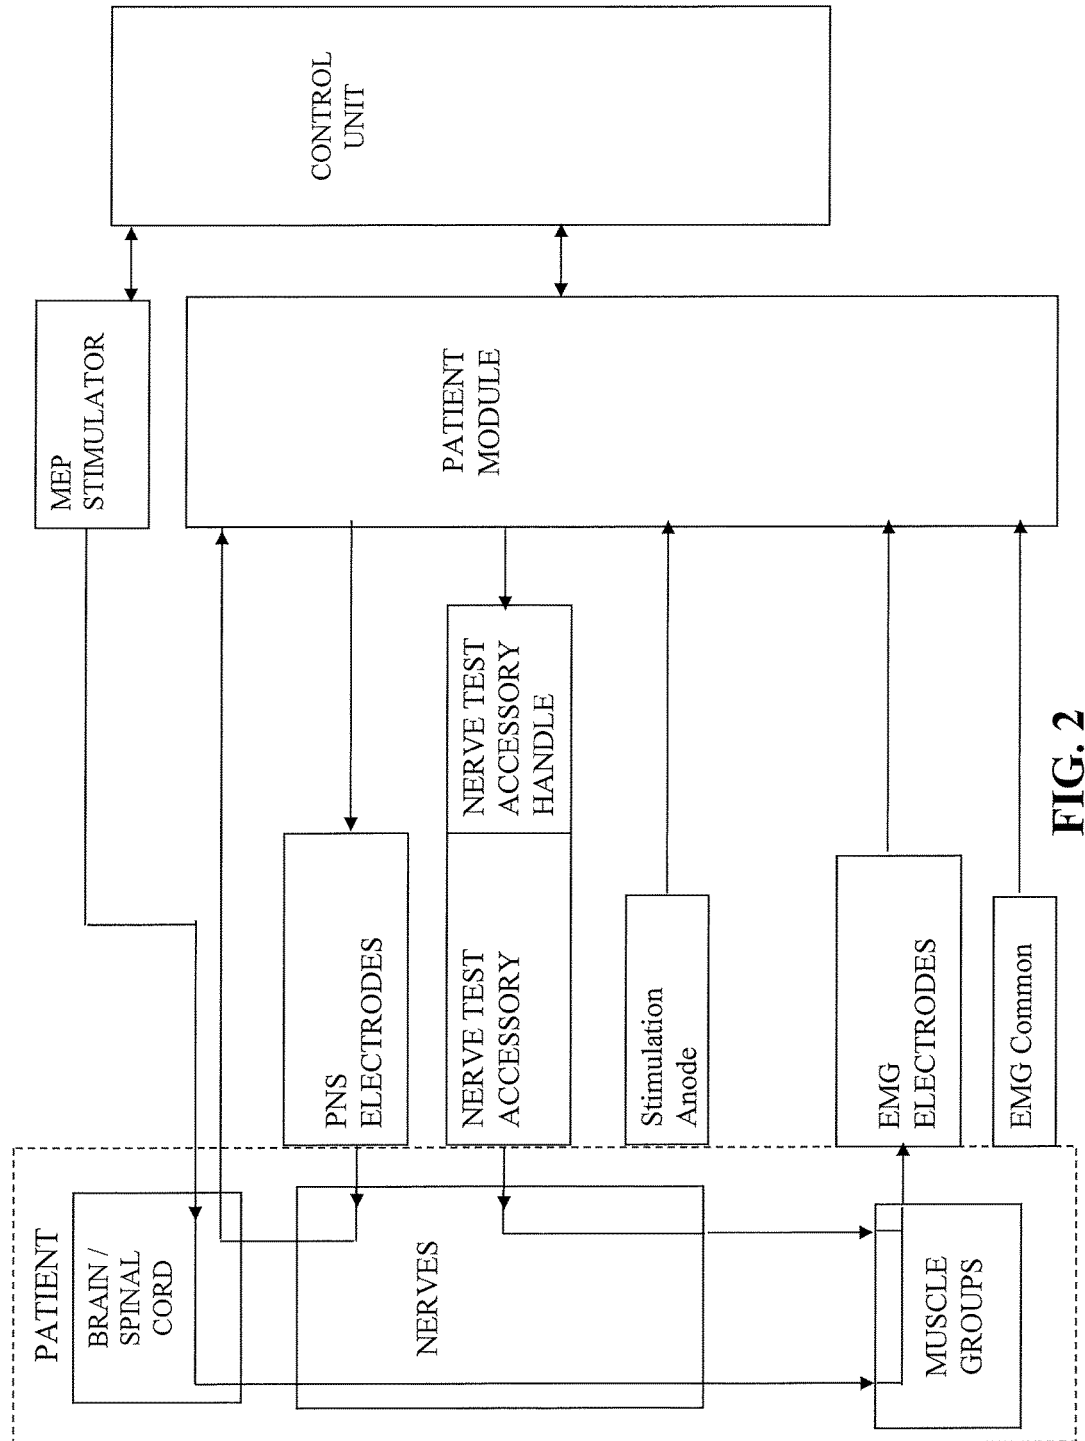 PATIENT
BRAIN /
SPINAL
CORD
NERVES
MUSCLE
GROUPS
PNS
ELECTRODES
NERVE TEST
ACCESSORY
NERVE TEST
ACCESSORY
HANDLE
Stimulation
Anode
EMG
ELECTRODES
EMG Common
MEP
STIMULATOR
PATIENT
MODULE
CONTROL
UNIT
FIG. 2